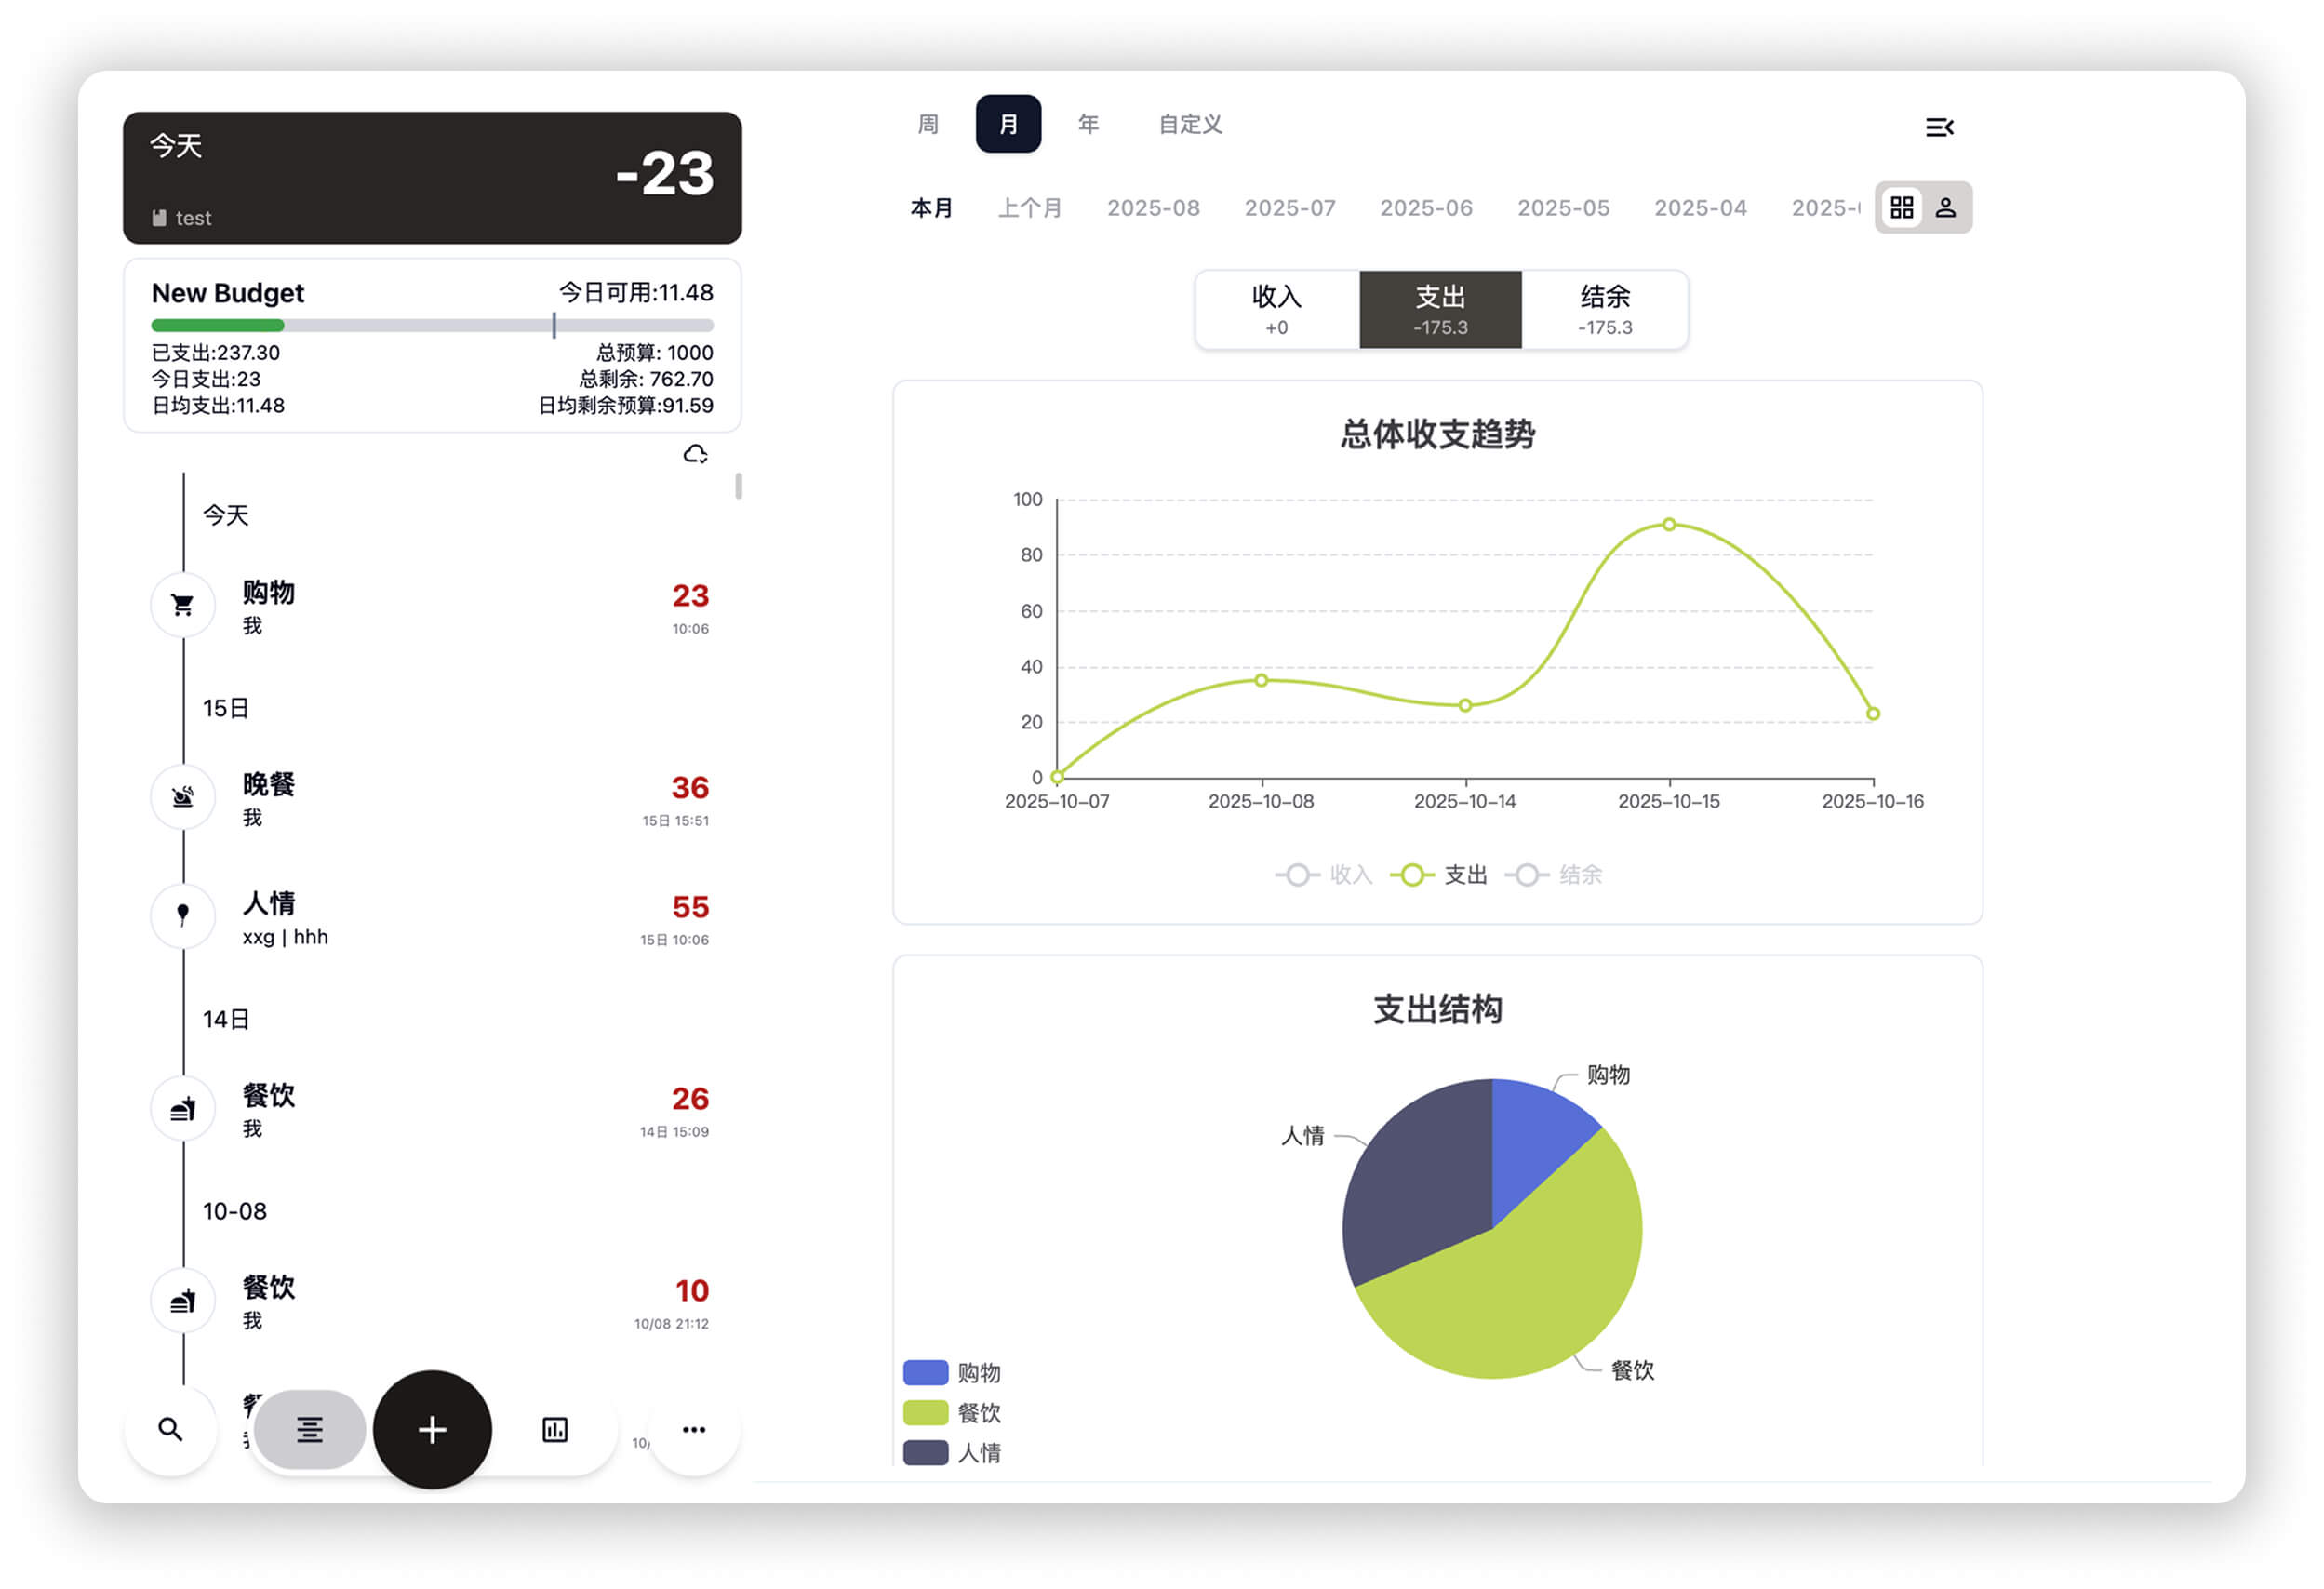 今天
-23
test
New Budget
今日可用:11.48
已支出:237.30
总预算: 1000
今日支出:23
总剩余: 762.70
日均支出:11.48
日均剩余预算:91.59
今天
购物
23
我
10:06
15日
晚餐
36
我
15日 15:51
人情
55
xxg | hhh
15日 10:06
14日
餐饮
26
我
14日 15:09
10-08
餐饮
10
我
10/08 21:12
10/
周 月 年 自定义
本月 上个月 2025-08 2025-07 2025-06 2025-05 2025-04 2025-
收入 支出 结余
+0 -175.3 -175.3
总体收支趋势
100
80
60
40
20
0
2025-10-07 2025-10-08 2025-10-14 2025-10-15 2025-10-16
收入 支出 结余
支出结构
购物
人情
餐饮
购物
餐饮
人情